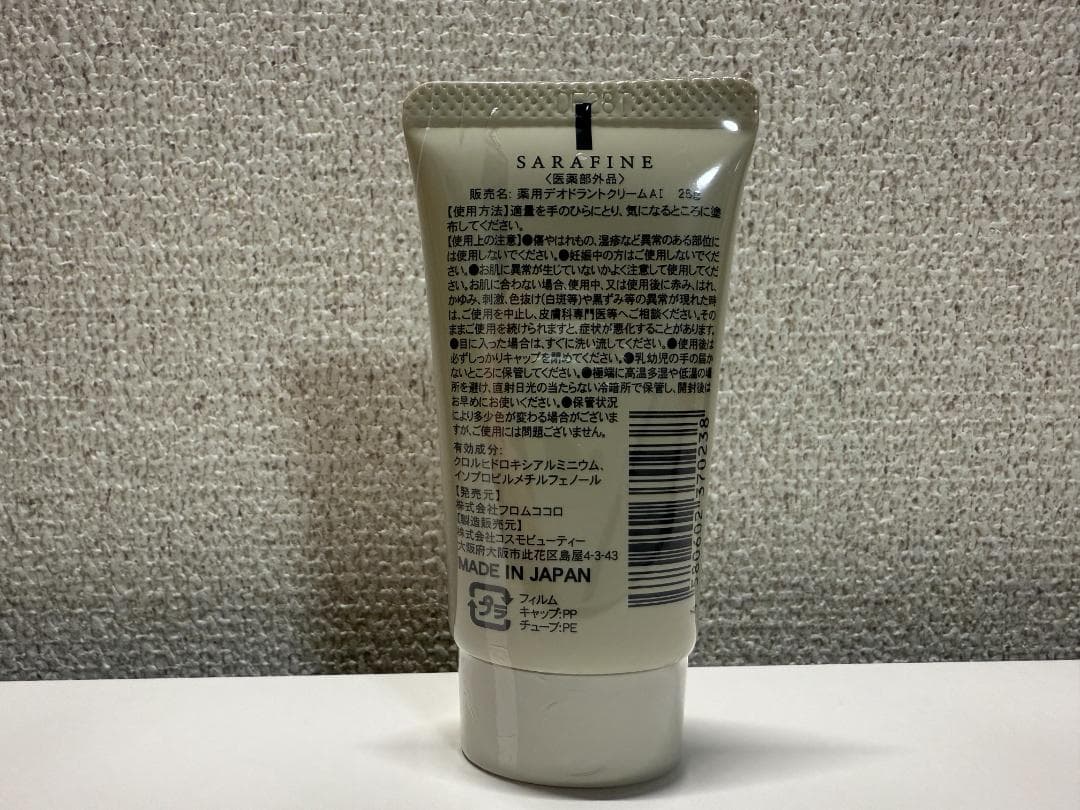 SARAFINE
〈医薬部外品〉
販売名: 薬用デオドラントクリームAI 25g
【使用方法】適量を手のひらにとり、気になるところに塗
布してください。
【使用上の注意】●傷やはれもの、湿疹など異常のある部位に
は使用しないでください。●妊娠中の方はご使用しないでくだ
さい。●お肌に異常が生じていないかよく注意して使用してくだ
さい。お肌に合わない場合、使用中、又は使用後に赤み、はれ、
かゆみ、刺激、色抜け(白斑等)や黒ずみ等の異常が現れた時
は、ご使用を中止し、皮膚科専門医等へご相談ください。その
ままご使用を続けられますと、症状が悪化することがあります。
●目に入った場合は、すぐに洗い流してください。●使用後は
必ずしっかりキャップを閉めてください。●乳幼児の手の届か
ないところに保管してください。●極端に高温多湿や低温の場
所を避け、直射日光の当たらない冷暗所で保管し、開封後は
お早めにお使いください。●保管状況
により多少色が変わる場合がございま
すが、ご使用には問題ございません。
有効成分:
クロルヒドロキシアルミニウム、
イソプロピルメチルフェノール
【発売元】
株式会社フロムココロ
【製造販売元】
株式会社コスモビューティー
大阪府大阪市此花区島屋4-3-43
MADE IN JAPAN
プラ
フィルム
キャップ:PP
チューブ:PE
4 580602 370238